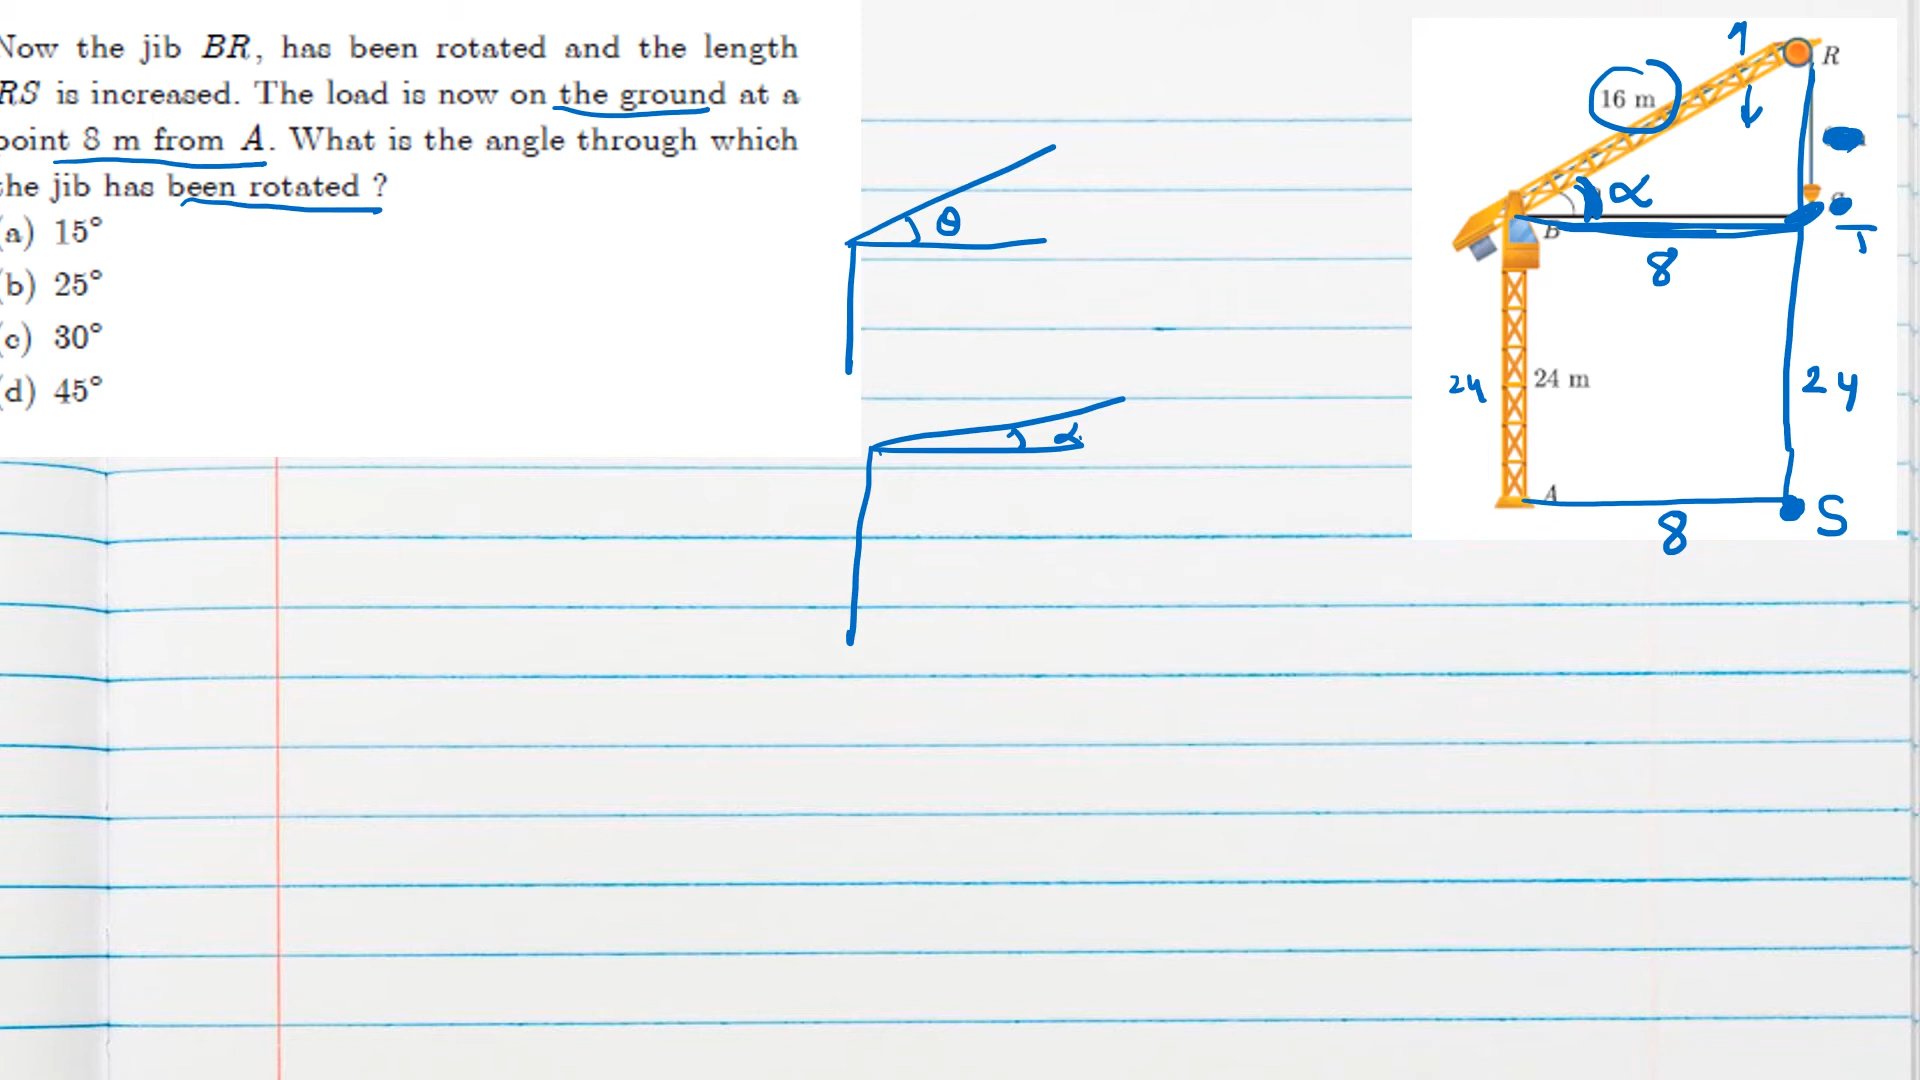 Now the jib BR, has been rotated and the length
RS is increased. The load is now on the ground at a
point 8 m from A. What is the angle through which
the jib has been rotated ?
(a) 15°
(b) 25°
(c) 30°
(d) 45°
θ
α
R
16 m
α
B
8
T
24
24 m
24
A
8
S